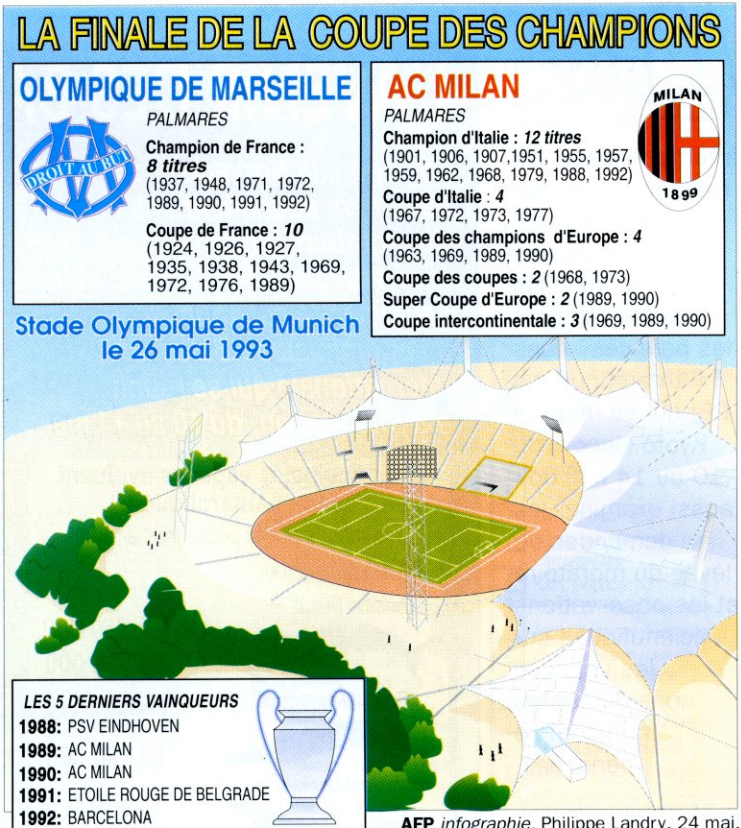 LA FINALE DE LA COUPE DES CHAMPIONS
OLYMPIQUE DE MARSEILLE
DROIT AU BUT
PALMARES
Champion de France :
8 titres
(1937, 1948, 1971, 1972,
1989, 1990, 1991, 1992)
Coupe de France : 10
(1924, 1926, 1927,
1935, 1938, 1943, 1969,
1972, 1976, 1989)
AC MILAN
MILAN
1899
PALMARES
Champion d'Italie : 12 titres
(1901, 1906, 1907,1951, 1955, 1957,
1959, 1962, 1968, 1979, 1988, 1992)
Coupe d'Italie : 4
(1967, 1972, 1973, 1977)
Coupe des champions d'Europe : 4
(1963, 1969, 1989, 1990)
Coupe des coupes : 2 (1968, 1973)
Super Coupe d'Europe : 2 (1989, 1990)
Coupe intercontinentale : 3 (1969, 1989, 1990)
Stade Olympique de Munich
le 26 mai 1993
LES 5 DERNIERS VAINQUEURS
1988: PSV EINDHOVEN
1989: AC MILAN
1990: AC MILAN
1991: ETOILE ROUGE DE BELGRADE
1992: BARCELONA
AFP infographie. Philippe Landry, 24 mai.